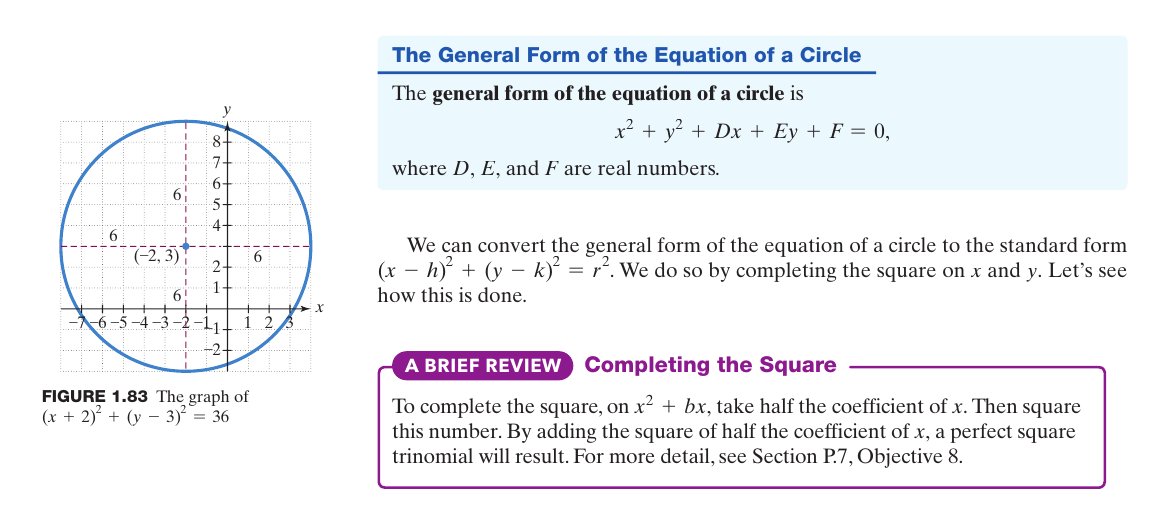 The General Form of the Equation of a Circle
The general form of the equation of a circle is
x² + y² + Dx + Ey + F = 0,
where D, E, and F are real numbers.
y
8
7
6
6
5
4
6
(−2, 3)
6
2
6
1
x
−7 −6 −5 −4 −3 −2 −1 1 2 3
−1
−2
FIGURE 1.83 The graph of
(x + 2)² + (y − 3)² = 36
We can convert the general form of the equation of a circle to the standard form
(x − h)² + (y − k)² = r². We do so by completing the square on x and y. Let’s see
how this is done.
A BRIEF REVIEW Completing the Square
To complete the square, on x² + bx, take half the coefficient of x. Then square
this number. By adding the square of half the coefficient of x, a perfect square
trinomial will result. For more detail, see Section P.7, Objective 8.